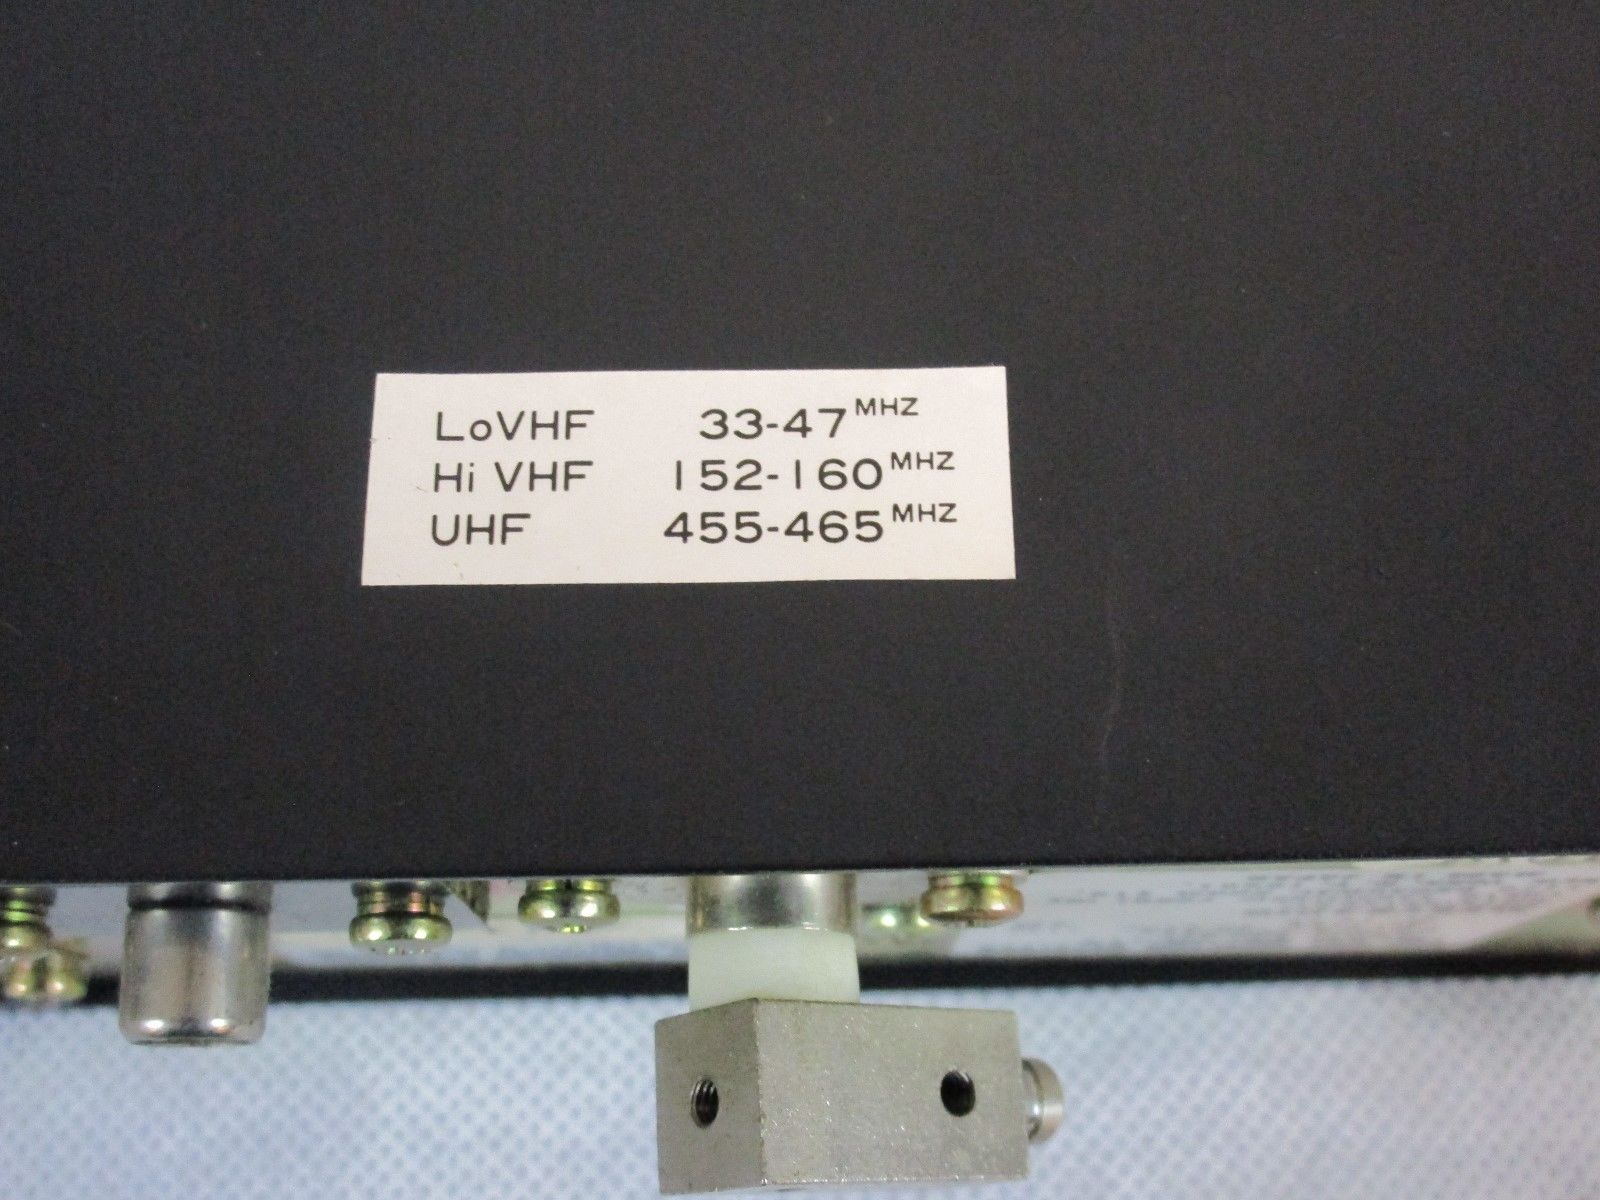 LoVHF 33-47 MHZ
Hi VHF 152-160 MHZ
UHF 455-465 MHZ